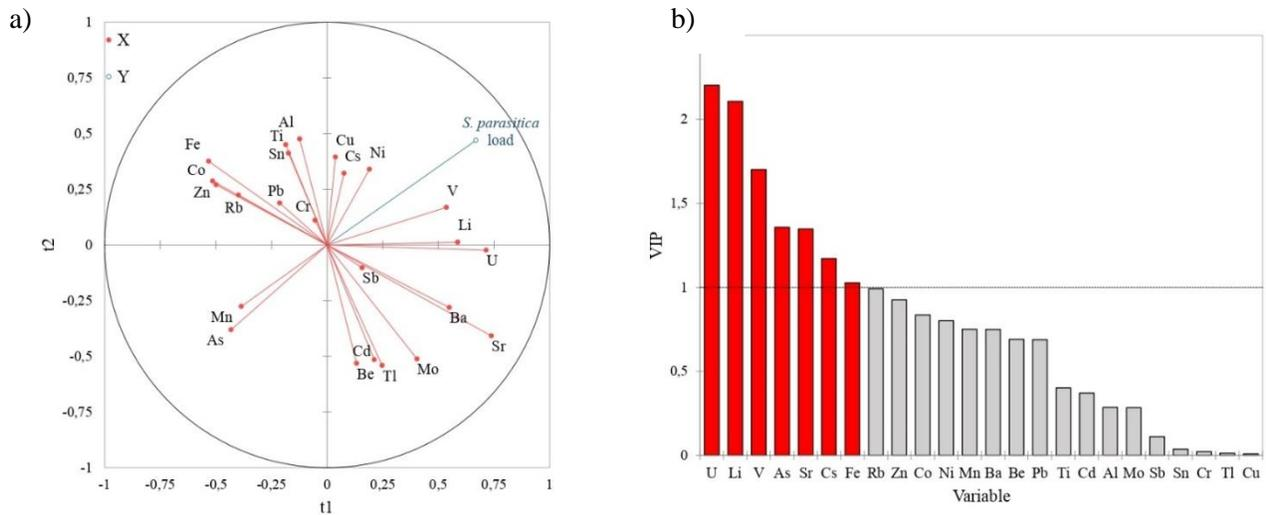 a)
1
X
Y
0,75
0,5
S. parasitica
load
Al
Ti
Sn
Cu
Cs
Ni
Fe
Co
Zn
Rb
Pb
Cr
V
Li
U
0,25
0
t2
-0,25
-0,5
-0,75
-1
Sb
Mn
As
Ba
Sr
Cd
Be
Tl
Mo
-1 -0,75 -0,5 -0,25 0 0,25 0,5 0,75 1
t1
b)
2
1,5
VIP
1
0,5
0
U Li V As Sr Cs Fe Rb Zn Co Ni Mn Ba Be Pb Ti Cd Al Mo Sb Sn Cr Tl Cu
Variable